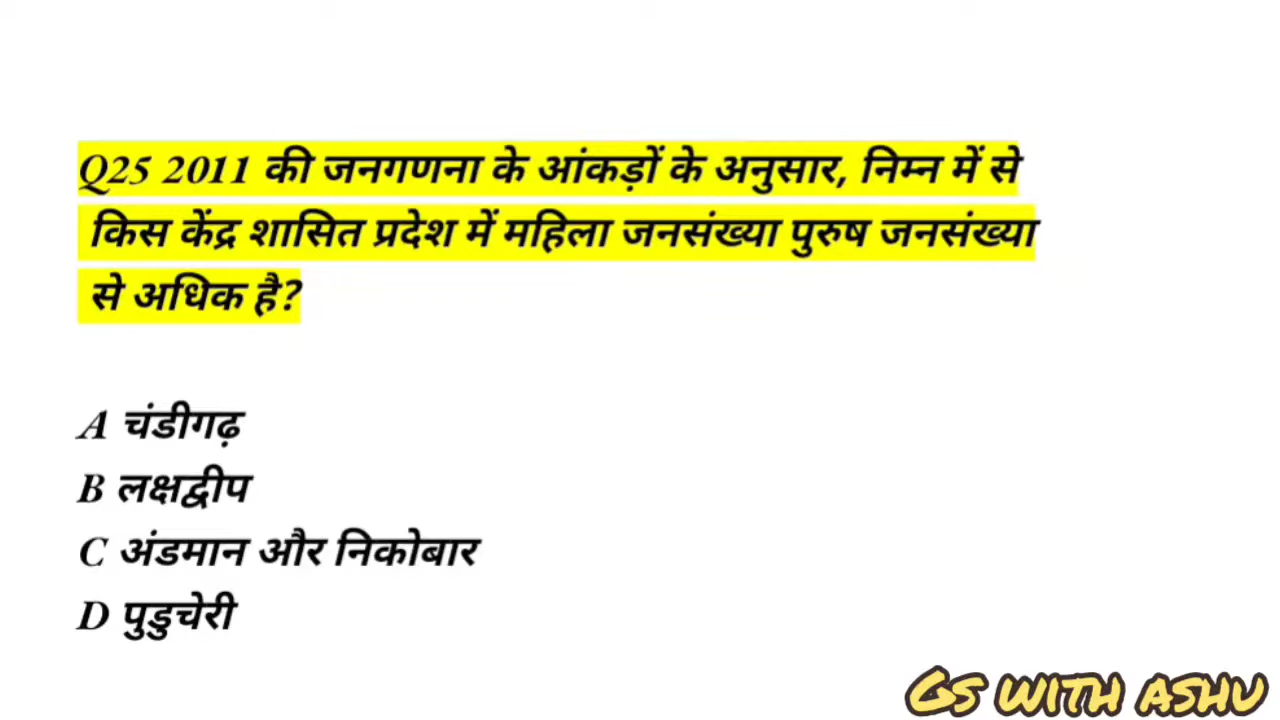 Q25 2011 की जनगणना के आंकड़ों के अनुसार, निम्न में से
किस केंद्र शासित प्रदेश में महिला जनसंख्या पुरुष जनसंख्या
से अधिक है?
A चंडीगढ़
B लक्षद्वीप
C अंडमान और निकोबार
D पुडुचेरी
GS WITH ASHU